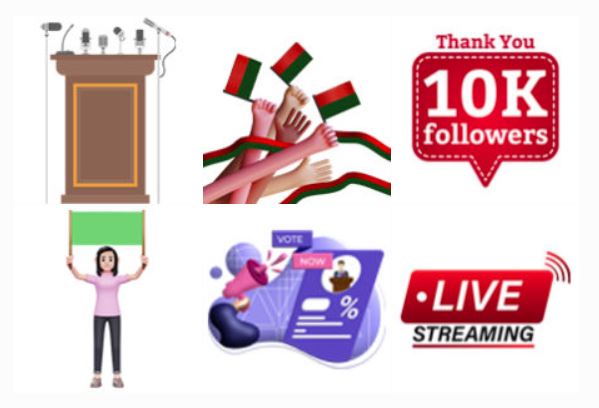 Thank You
10K
followers
VOTE
NOW
%
LIVE
STREAMING